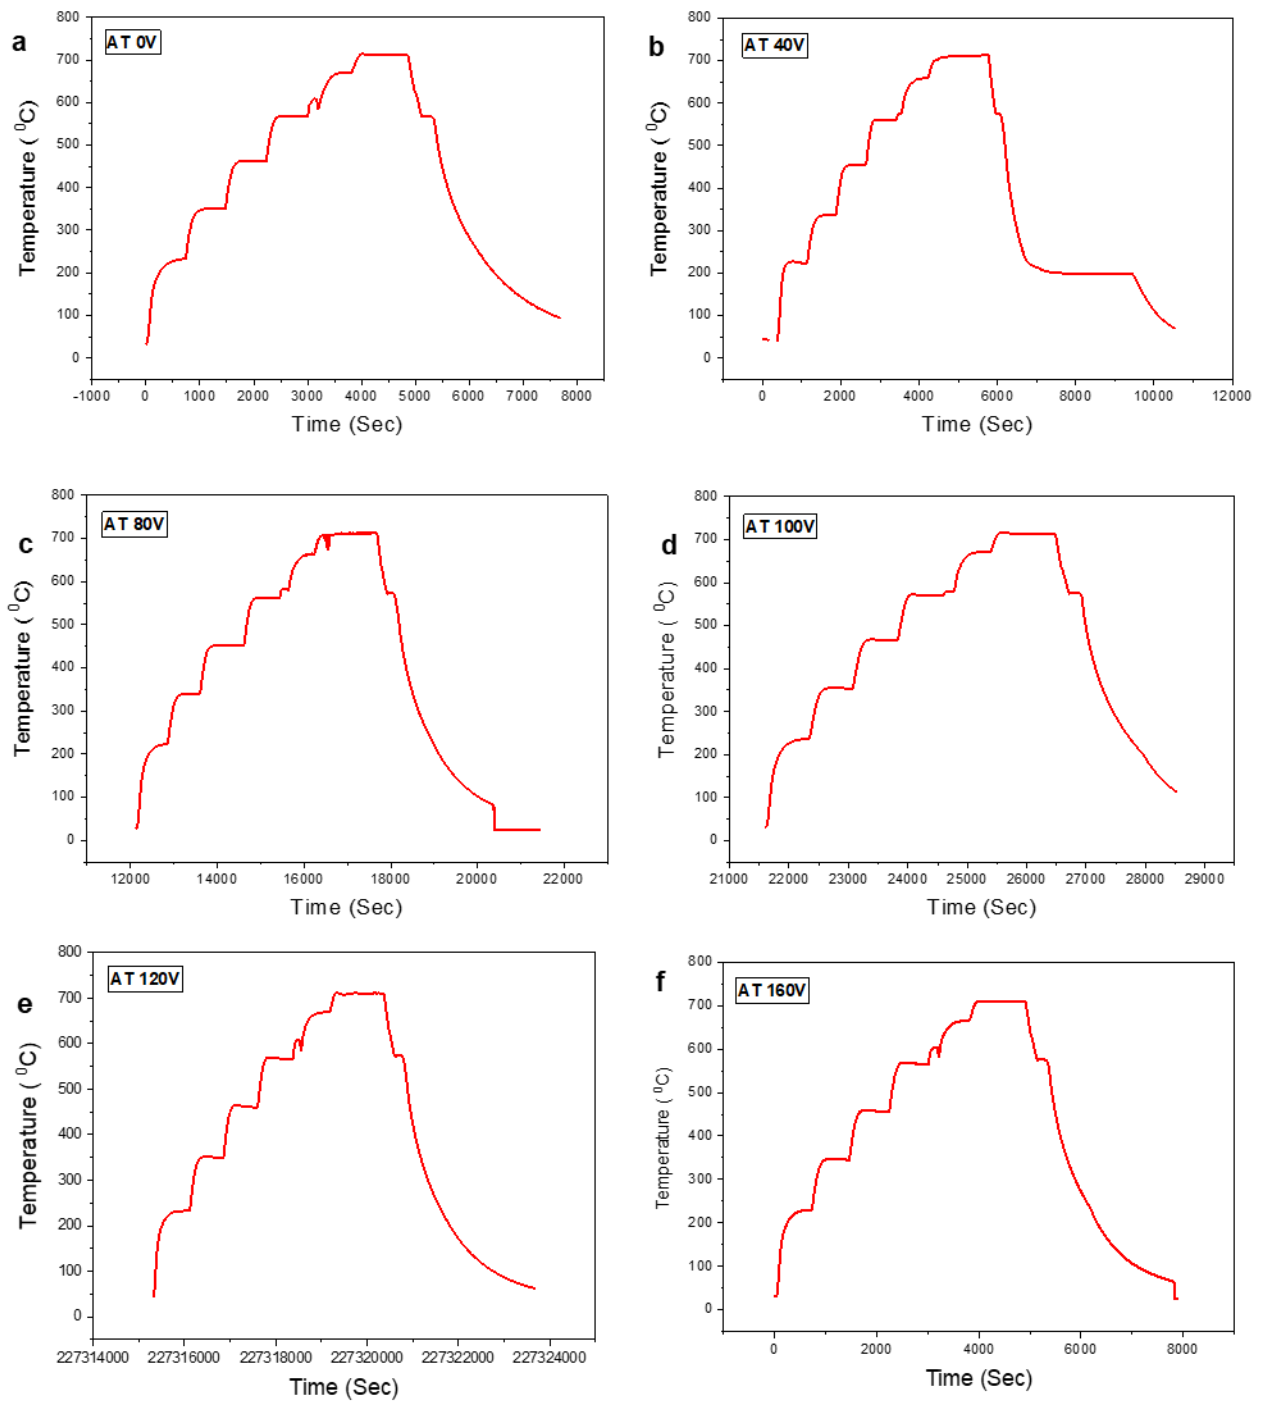 a
AT 0V
800
700
600
500
400
300
200
100
0
Temperature ( ⁰C)
-1000 0 1000 2000 3000 4000 5000 6000 7000 8000
Time (Sec)
b
AT 40V
800
700
600
500
400
300
200
100
0
Temperature ( ⁰C)
0 2000 4000 6000 8000 10000 12000
Time (Sec)
c
AT 80V
800
700
600
500
400
300
200
100
0
Temperature ( ⁰C)
12000 14000 16000 18000 20000 22000
Time (Sec)
d
AT 100V
800
700
600
500
400
300
200
100
0
Temperature ( ⁰C)
21000 22000 23000 24000 25000 26000 27000 28000 29000
Time (Sec)
e
AT 120V
800
700
600
500
400
300
200
100
0
Temperature ( ⁰C)
227314000 227316000 227318000 227320000 227322000 227324000
Time (Sec)
f
AT 160V
800
700
600
500
400
300
200
100
0
Temperature ( ⁰C)
0 2000 4000 6000 8000
Time (Sec)